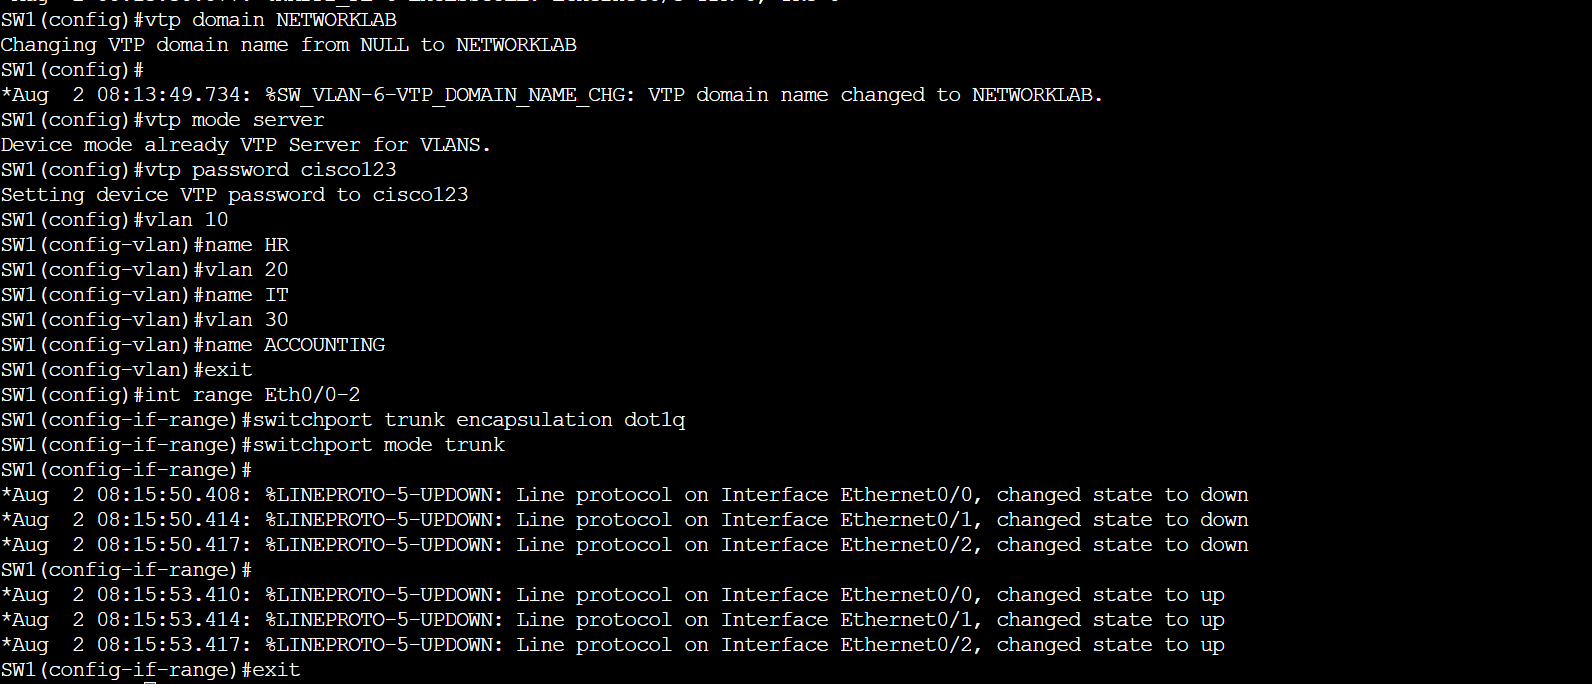 SW1(config)#vtp domain NETWORKLAB
Changing VTP domain name from NULL to NETWORKLAB
SW1(config)#
*Aug  2 08:13:49.734: %SW_VLAN-6-VTP_DOMAIN_NAME_CHG: VTP domain name changed to NETWORKLAB.
SW1(config)#vtp mode server
Device mode already VTP Server for VLANS.
SW1(config)#vtp password cisco123
Setting device VTP password to cisco123
SW1(config)#vlan 10
SW1(config-vlan)#name HR
SW1(config-vlan)#vlan 20
SW1(config-vlan)#name IT
SW1(config-vlan)#vlan 30
SW1(config-vlan)#name ACCOUNTING
SW1(config-vlan)#exit
SW1(config)#int range Eth0/0-2
SW1(config-if-range)#switchport trunk encapsulation dot1q
SW1(config-if-range)#switchport mode trunk
SW1(config-if-range)#
*Aug  2 08:15:50.408: %LINEPROTO-5-UPDOWN: Line protocol on Interface Ethernet0/0, changed state to down
*Aug  2 08:15:50.414: %LINEPROTO-5-UPDOWN: Line protocol on Interface Ethernet0/1, changed state to down
*Aug  2 08:15:50.417: %LINEPROTO-5-UPDOWN: Line protocol on Interface Ethernet0/2, changed state to down
SW1(config-if-range)#
*Aug  2 08:15:53.410: %LINEPROTO-5-UPDOWN: Line protocol on Interface Ethernet0/0, changed state to up
*Aug  2 08:15:53.414: %LINEPROTO-5-UPDOWN: Line protocol on Interface Ethernet0/1, changed state to up
*Aug  2 08:15:53.417: %LINEPROTO-5-UPDOWN: Line protocol on Interface Ethernet0/2, changed state to up
SW1(config-if-range)#exit